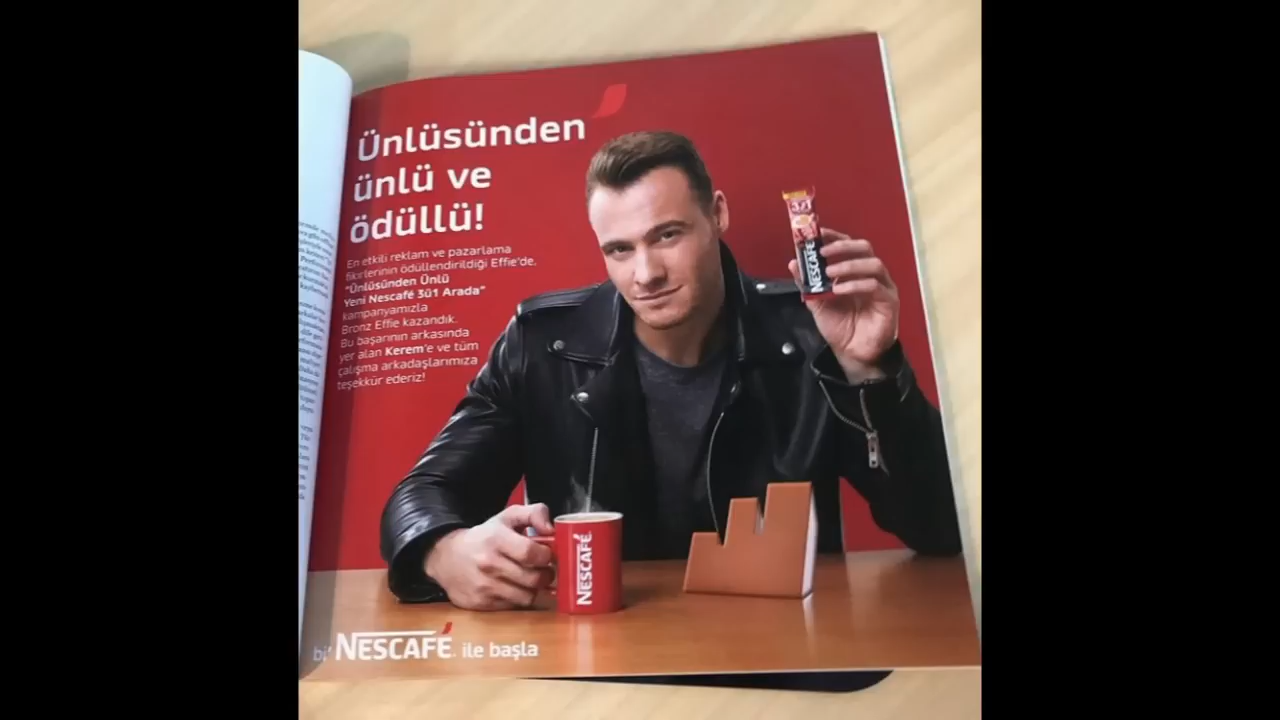 Ünlüsünden
ünlü ve
ödüllü!
En etkili reklam ve pazarlama
fikirlerinin ödüllendirildiği Effie'de,
"Ünlüsünden Ünlü
Yeni Nescafé 3ü1 Arada"
kampanyamızla
Bronz Effie kazandık.
Bu başarının arkasında
yer alan Kerem'e ve tüm
çalışma arkadaşlarımıza
teşekkür ederiz!
3ü1
NESCAFÉ
NESCAFÉ
bi' NESCAFÉ ile başla